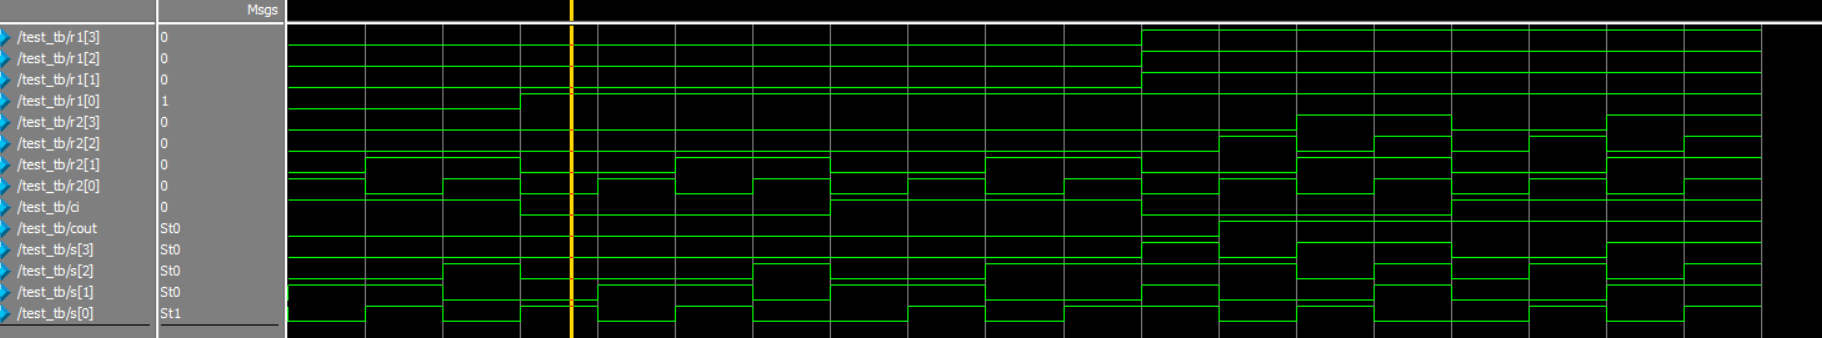 Msgs
/test_tb/r1[3] 0
/test_tb/r1[2] 0
/test_tb/r1[1] 0
/test_tb/r1[0] 1
/test_tb/r2[3] 0
/test_tb/r2[2] 0
/test_tb/r2[1] 0
/test_tb/r2[0] 0
/test_tb/ci 0
/test_tb/cout St0
/test_tb/s[3] St0
/test_tb/s[2] St0
/test_tb/s[1] St0
/test_tb/s[0] St1